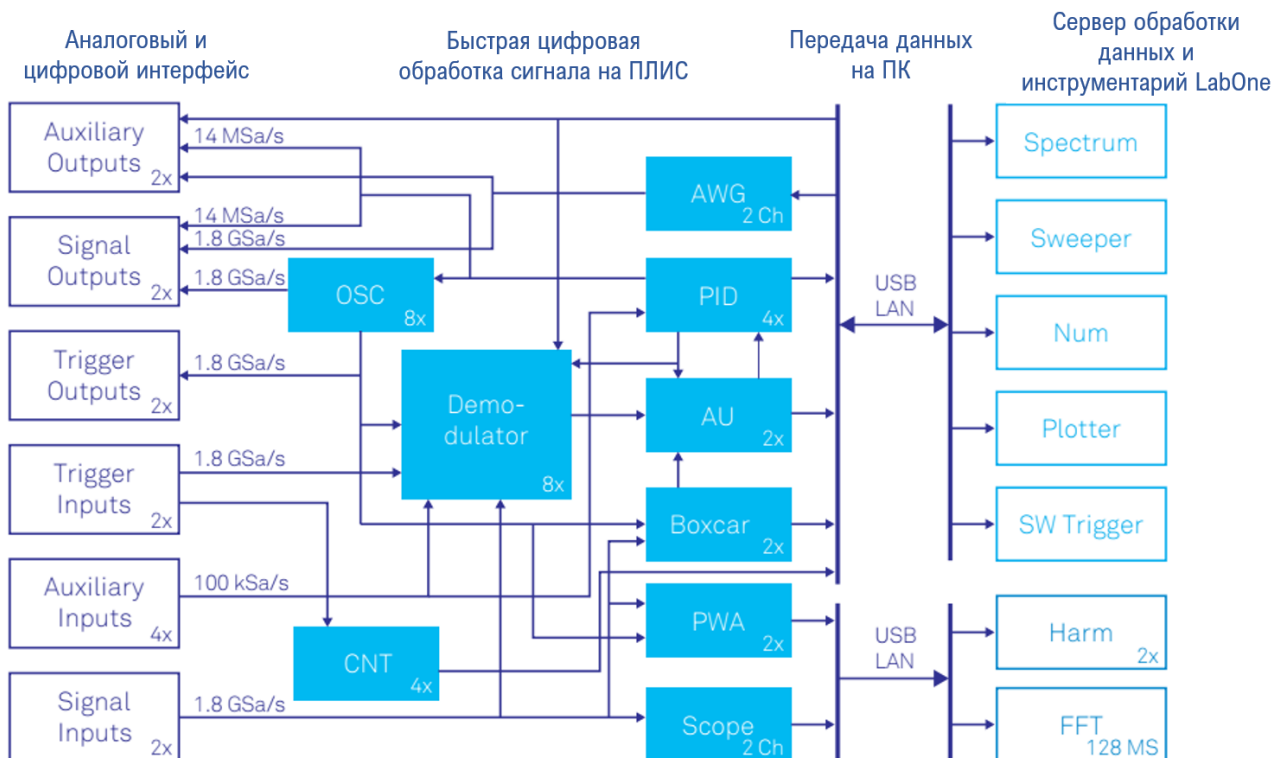 Аналоговый и
цифровой интерфейс
Быстрая цифровая
обработка сигнала на ПЛИС
Передача данных
на ПК
Сервер обработки
данных и
инструментарий LabOne
Auxiliary
Outputs
2x
14 MSa/s
Signal
Outputs
2x
14 MSa/s
1.8 GSa/s
1.8 GSa/s
Trigger
Outputs
2x
1.8 GSa/s
Trigger
Inputs
2x
1.8 GSa/s
Auxiliary
Inputs
4x
100 kSa/s
Signal
Inputs
2x
1.8 GSa/s
OSC
8x
Demo-
dulator
8x
CNT
4x
AWG
2 Ch
PID
4x
AU
2x
Boxcar
2x
PWA
2x
Scope
2 Ch
USB
LAN
USB
LAN
Spectrum
Sweeper
Num
Plotter
SW Trigger
Harm
2x
FFT
128 MS